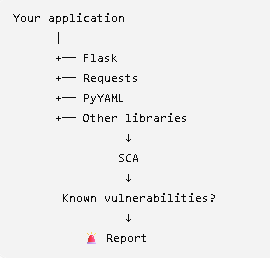 Your application
|
+── Flask
+── Requests
+── PyYAML
+── Other libraries
↓
SCA
↓
Known vulnerabilities?
↓
🚨 Report